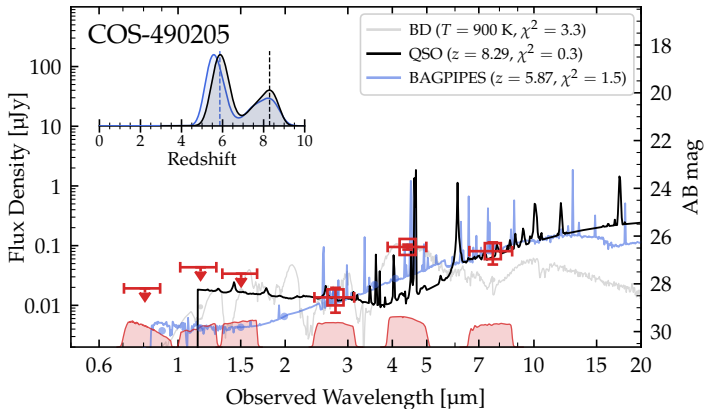 COS-490205
BD (T = 900 K, χ² = 3.3)
QSO (z = 8.29, χ² = 0.3)
BAGPIPES (z = 5.87, χ² = 1.5)
100
10
1
0.1
0.01
Flux Density [μJy]
18
20
22
24
26
28
30
AB mag
0 2 4 6 8 10
Redshift
0.6 1 1.5 2 3 4 5 7 10 15 20
Observed Wavelength [μm]